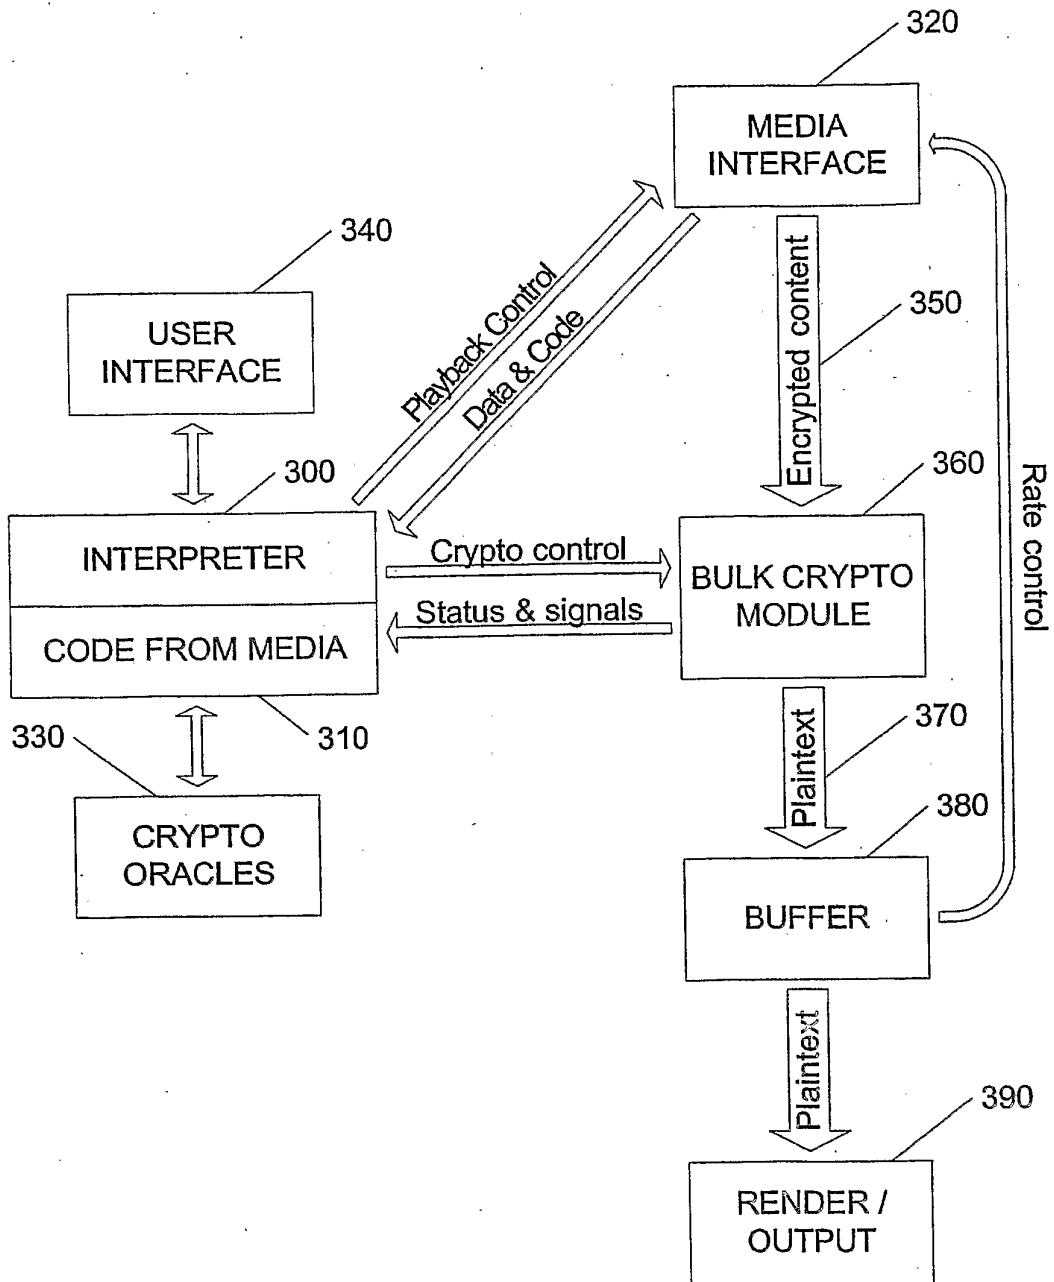 320
MEDIA
INTERFACE
340
USER
INTERFACE
Playback Control
Data & Code
Encrypted content
350
Rate control
300
INTERPRETER
CODE FROM MEDIA
310
Crypto control
Status & signals
360
BULK CRYPTO
MODULE
330
CRYPTO
ORACLES
Plaintext
370
380
BUFFER
Plaintext
390
RENDER /
OUTPUT